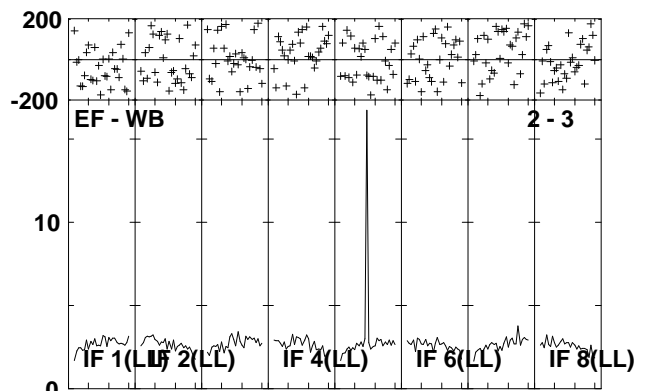 200
-200
EF - WB 2 - 3
10
IF 1(LL) IF 2(LL) IF 4(LL) IF 6(LL) IF 8(LL)
0